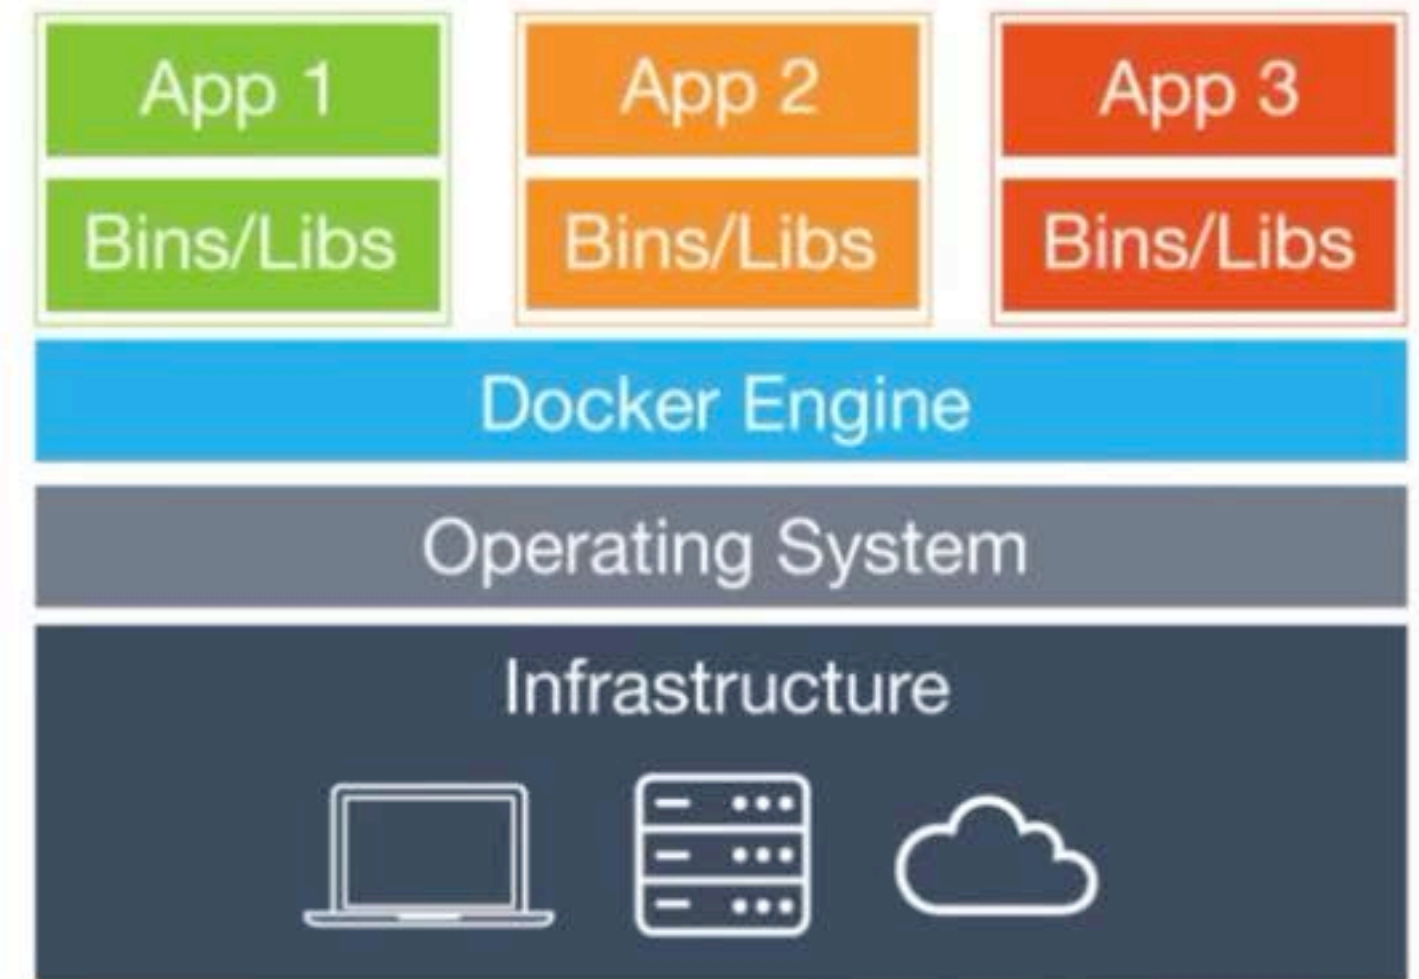 App 1
App 2
App 3
Bins/Libs
Bins/Libs
Bins/Libs
Docker Engine
Operating System
Infrastructure